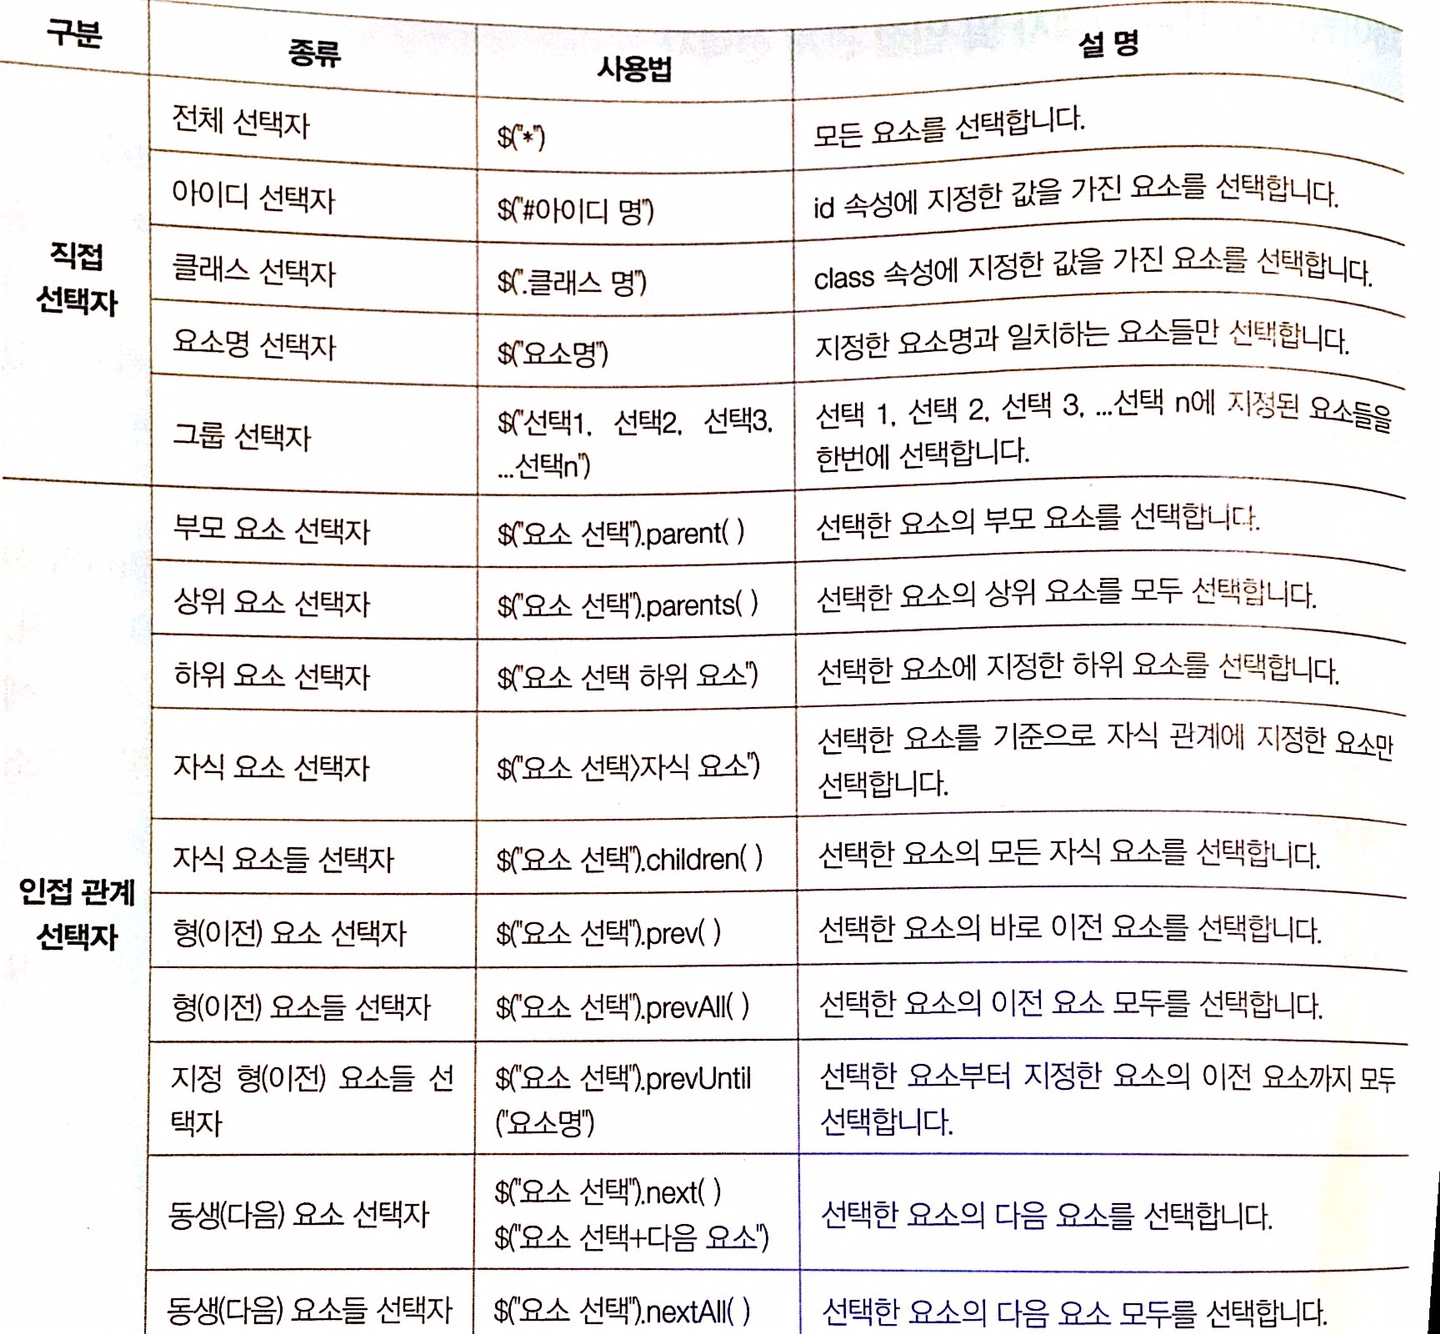 구분 종류 사용법 설 명
직접 선택자
전체 선택자 $("*") 모든 요소를 선택합니다.
아이디 선택자 $("#아이디 명") id 속성에 지정한 값을 가진 요소를 선택합니다.
클래스 선택자 $(".클래스 명") class 속성에 지정한 값을 가진 요소를 선택합니다.
요소명 선택자 $("요소명") 지정한 요소명과 일치하는 요소들만 선택합니다.
그룹 선택자 $("선택1, 선택2, 선택3, 선택 1, 선택 2, 선택 3, ...선택 n에 지정된 요소들을
...선택n") 한번에 선택합니다.
인접 관계
선택자
부모 요소 선택자 $("요소 선택").parent( ) 선택한 요소의 부모 요소를 선택합니다.
상위 요소 선택자 $("요소 선택").parents( ) 선택한 요소의 상위 요소를 모두 선택합니다.
하위 요소 선택자 $("요소 선택 하위 요소") 선택한 요소에 지정한 하위 요소를 선택합니다.
자식 요소 선택자 $("요소 선택>자식 요소") 선택한 요소를 기준으로 자식 관계에 지정한 요소만
선택합니다.
자식 요소들 선택자 $("요소 선택").children( ) 선택한 요소의 모든 자식 요소를 선택합니다.
형(이전) 요소 선택자 $("요소 선택").prev( ) 선택한 요소의 바로 이전 요소를 선택합니다.
형(이전) 요소들 선택자 $("요소 선택").prevAll( ) 선택한 요소의 이전 요소 모두를 선택합니다.
지정 형(이전) 요소들 선 $("요소 선택").prevUntil 선택한 요소부터 지정한 요소의 이전 요소까지 모두
택자 ("요소명") 선택합니다.
동생(다음) 요소 선택자 $("요소 선택").next( ) 선택한 요소의 다음 요소를 선택합니다.
$("요소 선택+다음 요소")
동생(다음) 요소들 선택자 $("요소 선택").nextAll( ) 선택한 요소의 다음 요소 모두를 선택합니다.